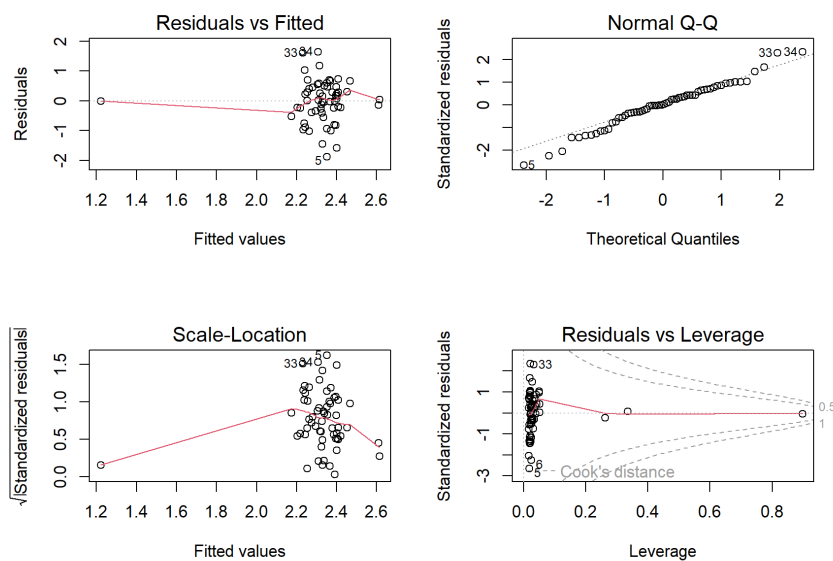 Residuals vs Fitted
Residuals
2
1
0
-1
-2
33 34
5
1.2 1.4 1.6 1.8 2.0 2.2 2.4 2.6
Fitted values
Normal Q-Q
Standardized residuals
2
0
-2
33 34
5
-2 -1 0 1 2
Theoretical Quantiles
Scale-Location
√|Standardized residuals|
1.5
1.0
0.5
0.0
33 34
5
1.2 1.4 1.6 1.8 2.0 2.2 2.4 2.6
Fitted values
Residuals vs Leverage
Standardized residuals
1
-1
-3
33
6
5
Cook's distance
0.5
1
0.0 0.2 0.4 0.6 0.8
Leverage